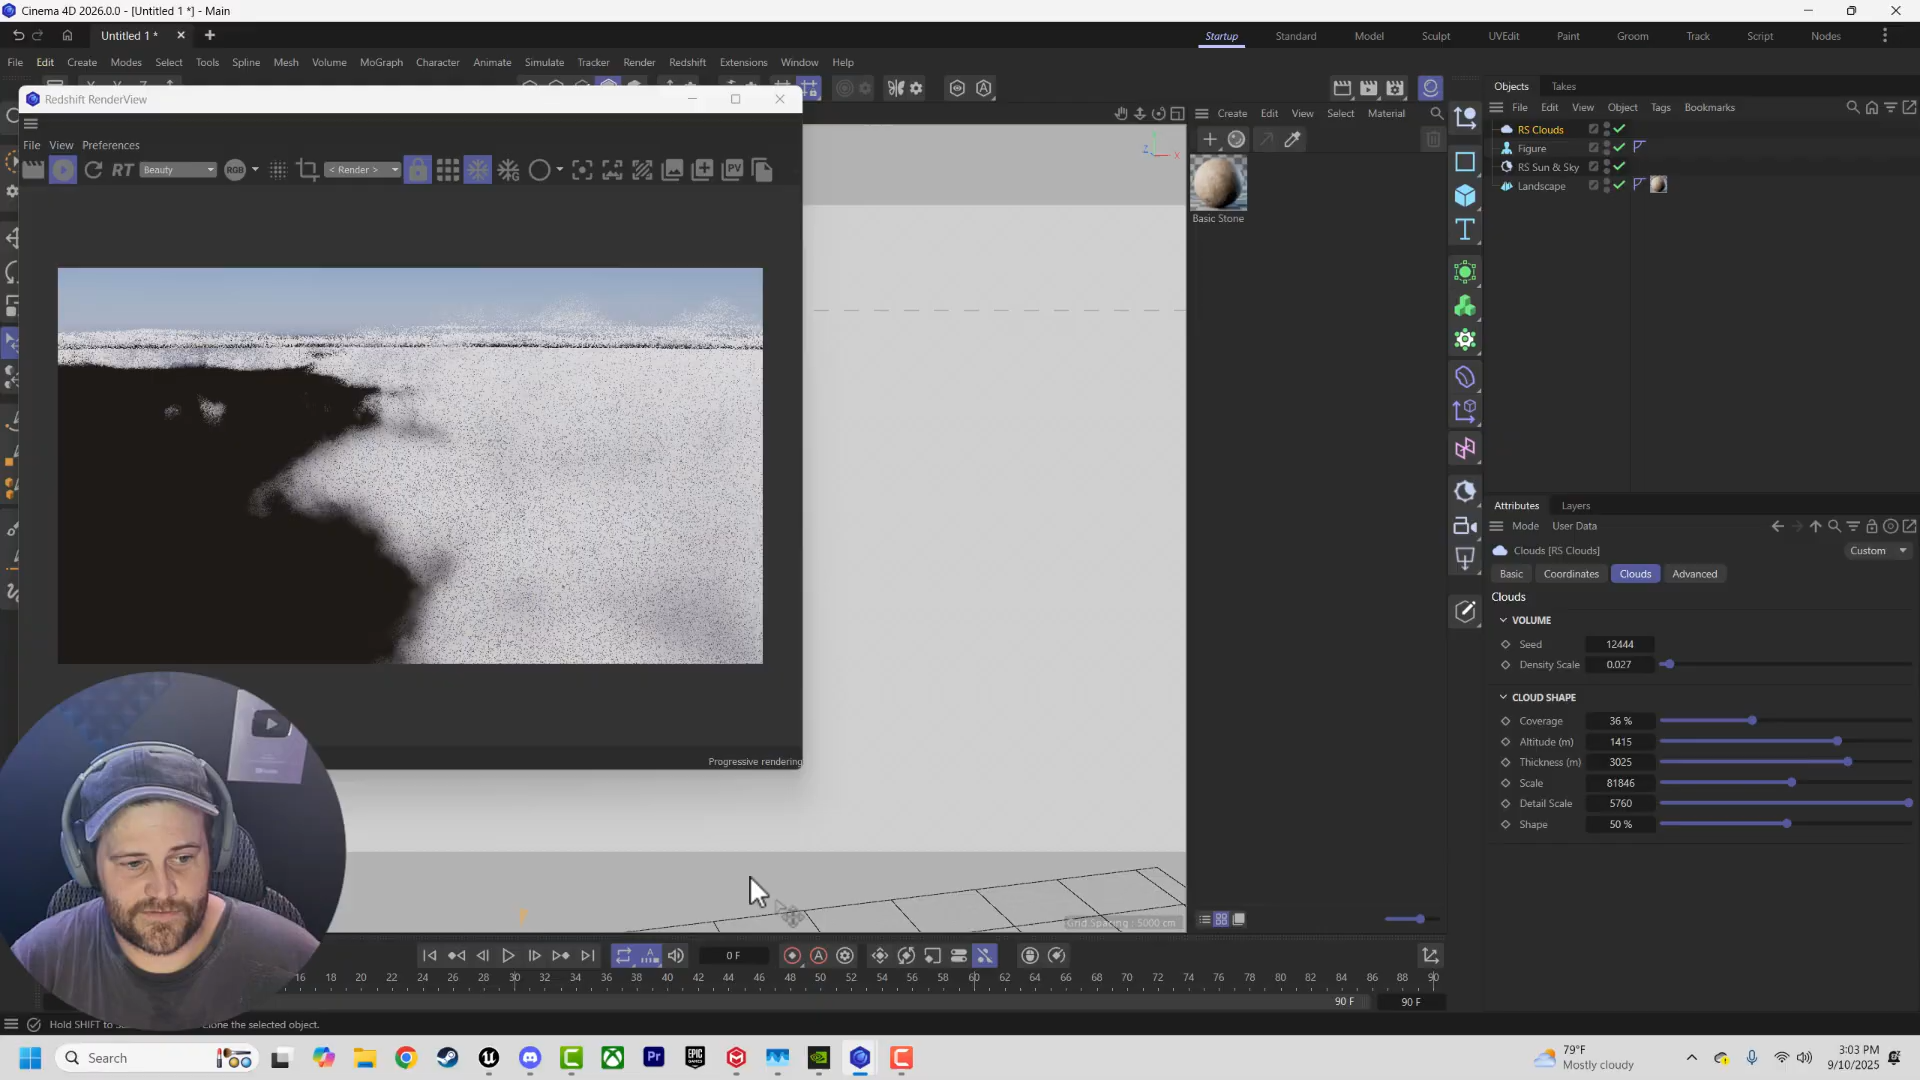 Cinema 4D 2026.0.0 - [Untitled 1 *] - Main
Untitled 1 *
Startup
Standard
Model
Sculpt
UVEdit
Paint
Groom
Track
Script
Nodes
File
Edit
Create
Modes
Select
Tools
Spline
Mesh
Volume
MoGraph
Character
Animate
Simulate
Tracker
Render
Redshift
Extensions
Window
Help
Redshift RenderView
File
View
Preferences
RT
Beauty
RGB
< Render >
PV
Progressive rendering
Z
X
Grid Spacing : 5000 cm
Create
Edit
View
Select
Material
Basic Stone
Objects
Takes
File
Edit
View
Object
Tags
Bookmarks
RS Clouds
Figure
RS Sun & Sky
Landscape
Attributes
Layers
Mode
User Data
Clouds [RS Clouds]
Custom
Basic
Coordinates
Clouds
Advanced
Clouds
VOLUME
Seed
12444
Density Scale
0.027
CLOUD SHAPE
Coverage
36 %
Altitude (m)
1415
Thickness (m)
3025
Scale
81846
Detail Scale
5760
Shape
50 %
0 F
16 18 20 22 24 26 28 30 32 34 36 38 40 42 44 46 48 50 52 54 56 58 60 62 64 66 68 70 72 74 76 78 80 82 84 86 88 90
90 F
90 F
Hold SHIFT to
clone the selected object.
Search
79°F
Mostly cloudy
3:03 PM
9/10/2025